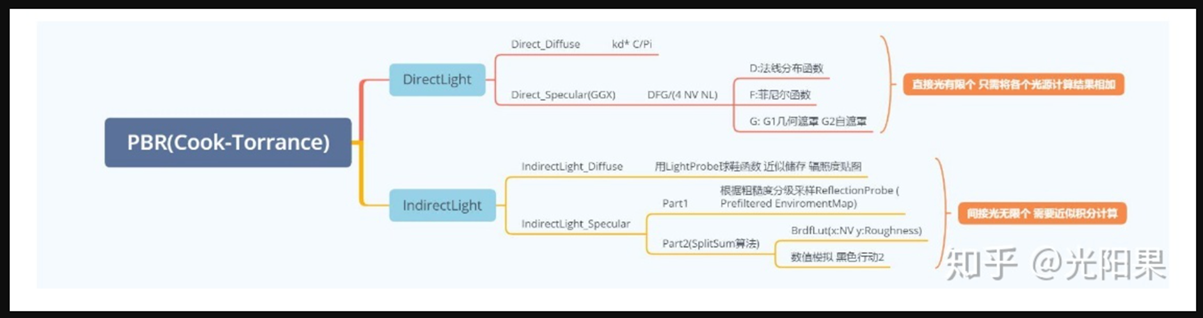 PBR(Cook-Torrance)
DirectLight
Direct_Diffuse kd* C/Pi
Direct_Specular(GGX) DFG/(4 NV NL)
D:法线分布函数
F:菲尼尔函数
G: G1几何遮罩 G2自遮罩
直接光有限个 只需将各个光源计算结果相加
IndirectLight
IndirectLight_Diffuse 用LightProbe球鞋函数 近似储存 辐照度贴图
IndirectLight_Specular
Part1 根据粗糙度分级采样ReflectionProbe (
Prefiltered EnviromentMap)
Part2(SplitSum算法)
BrdfLut(x:NV y:Roughness)
数值模拟 黑色行动2
间接光无限个 需要近似积分计算
知乎 @光阳果